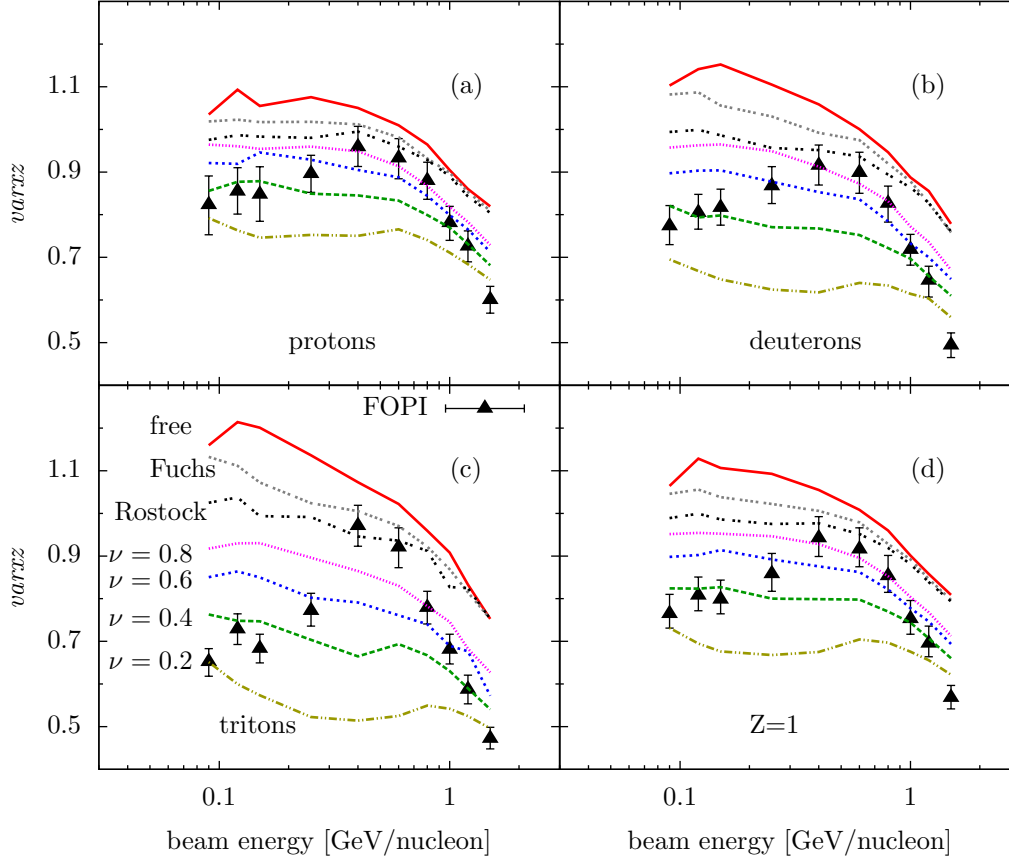 (a)
(b)
1.1
0.9
varxz
0.7
0.5
protons
deuterons
FOPI
free
Fuchs
(c)
(d)
1.1
Rostock
0.9
ν = 0.8
varxz
ν = 0.6
ν = 0.4
0.7
ν = 0.2
0.5
tritons
Z=1
0.1
1
0.1
1
beam energy [GeV/nucleon]
beam energy [GeV/nucleon]